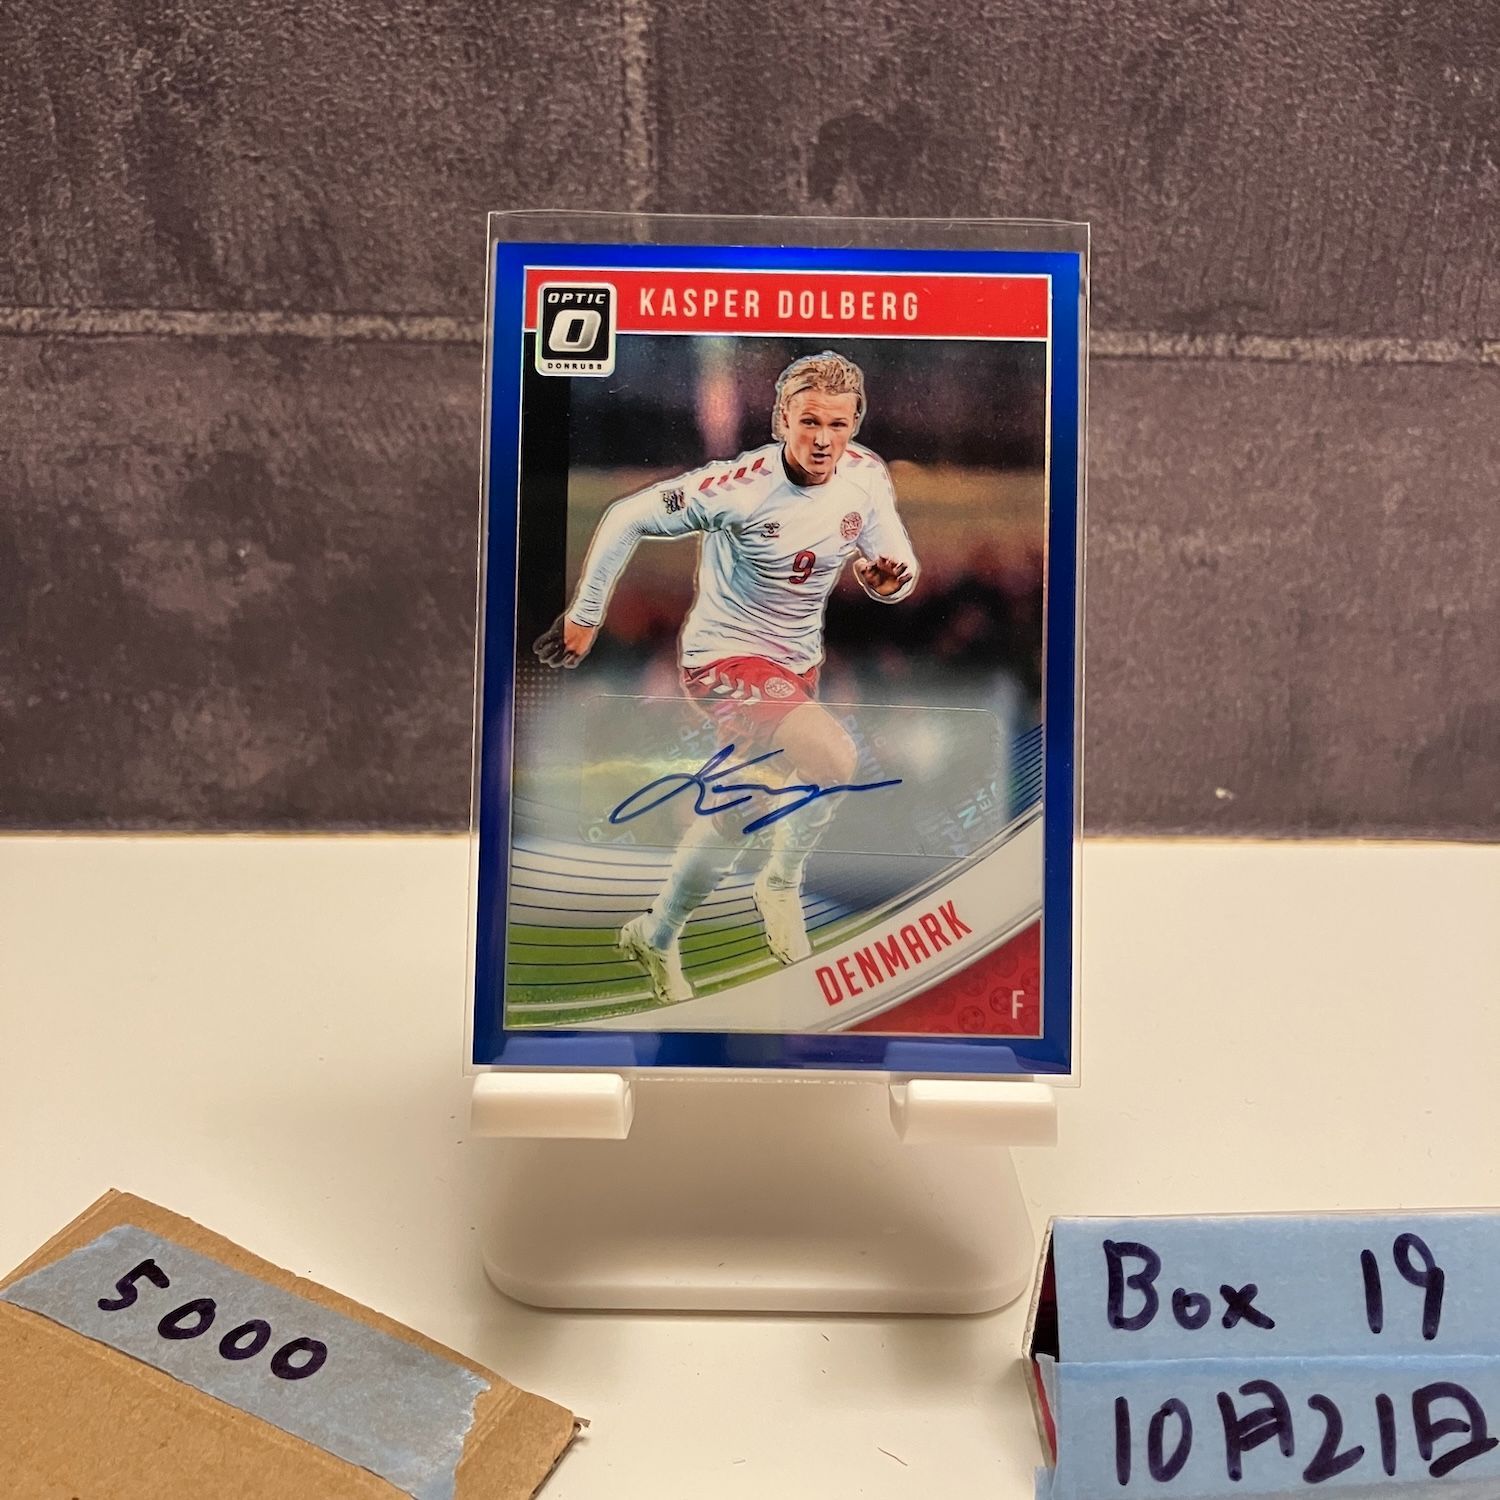 KASPER DOLBERG
OPTIC
DONRUSS
9
DENMARK
F
5000
Box 19
10月21日